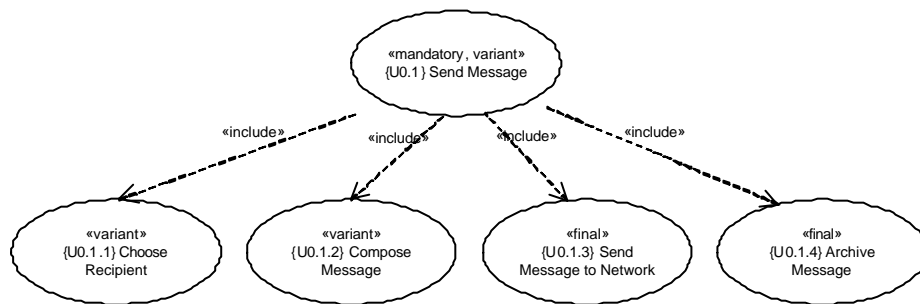 «mandatory, variant»
{U0.1} Send Message
«include»
«include»
«include»
«include»
«variant»
{U0.1.1} Choose
Recipient
«variant»
{U0.1.2} Compose
Message
«final»
{U0.1.3} Send
Message to Network
«final»
{U0.1.4} Archive
Message